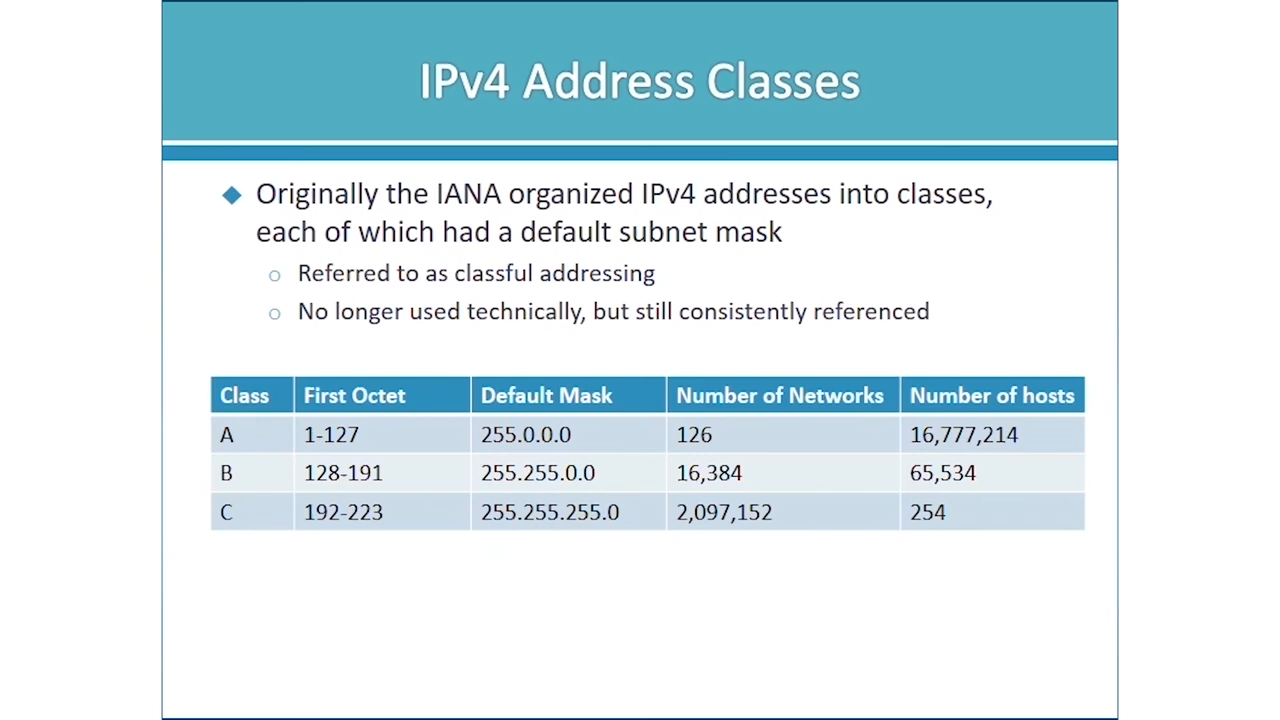 IPv4 Address Classes
Originally the IANA organized IPv4 addresses into classes,
each of which had a default subnet mask
Referred to as classful addressing
No longer used technically, but still consistently referenced
Class First Octet Default Mask Number of Networks Number of hosts
A 1-127 255.0.0.0 126 16,777,214
B 128-191 255.255.0.0 16,384 65,534
C 192-223 255.255.255.0 2,097,152 254